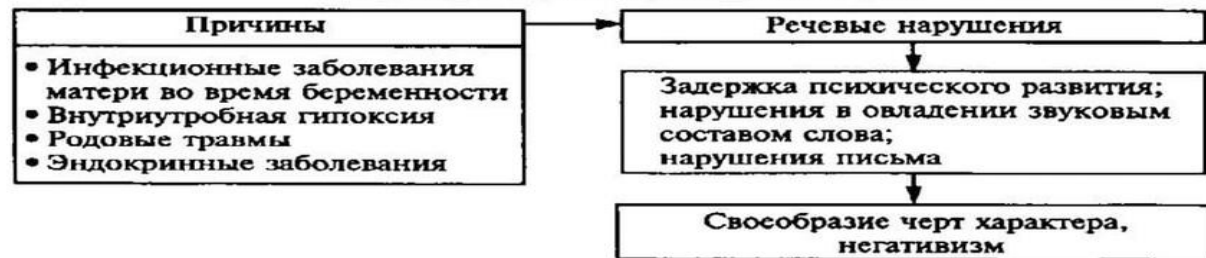 Причины
• Инфекционные заболевания
матери во время беременности
• Внутриутробная гипоксия
• Родовые травмы
• Эндокринные заболевания
Речевые нарушения
Задержка психического развития;
нарушения в овладении звуковым
составом слова;
нарушения письма
Своеобразие черт характера,
негативизм